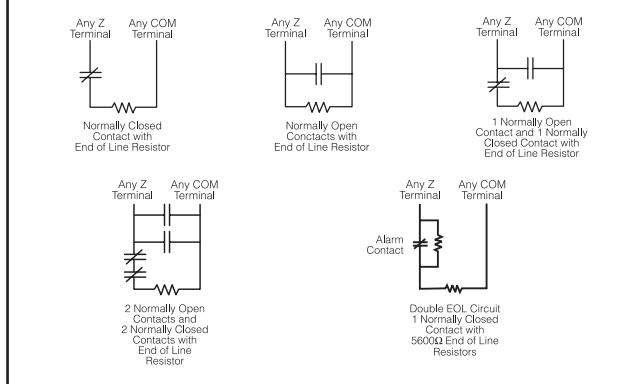 Any Z Any COM
Terminal Terminal
Normally Closed
Contact with
End of Line Resistor
Any Z Any COM
Terminal Terminal
Normally Open
Conctacts with
End of Line Resistor
Any Z Any COM
Terminal Terminal
1 Normally Open
Contact and 1 Normally
Closed Contact with
End of Line Resistor
Any Z Any COM
Terminal Terminal
2 Normally Open
Contacts and
2 Normally Closed
Contacts with
End of Line
Resistor
Any Z Any COM
Terminal Terminal
Alarm
Contact
Double EOL Circuit
1 Normally Closed
Contact with
5600Ω End of Line
Resistors